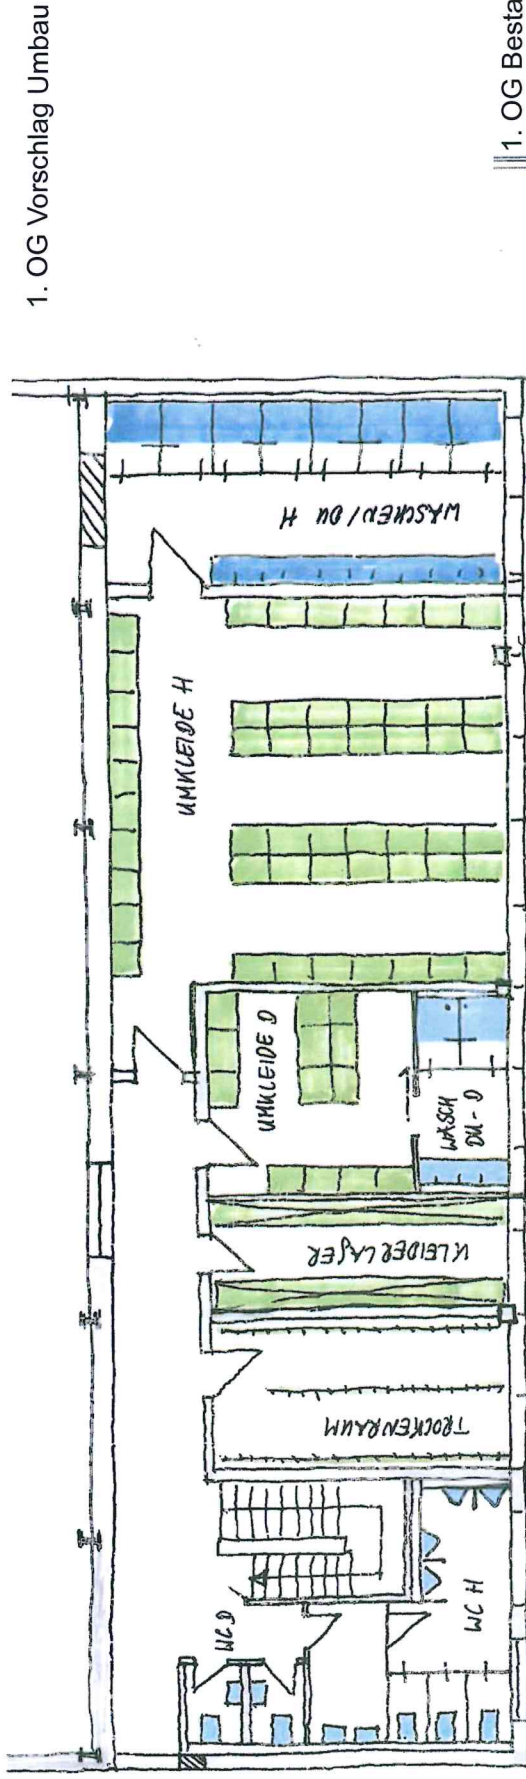 1. OG Vorschlag Umbau
1. OG Besta
WASCHEN/DU H
UMKLEIDE H
UMKLEIDE D
WASCH
DU-D
KLEIDERLAGER
TROCKENRAUM
WC D
WC H